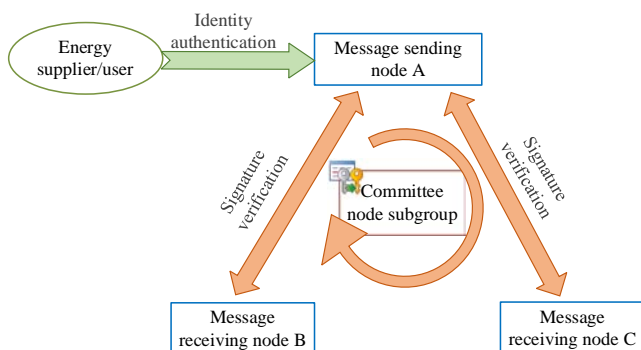 Identity
authentication
Energy
supplier/user
Message sending
node A
Signature
verification
Signature
verification
Committee
node subgroup
Message
receiving node B
Message
receiving node C